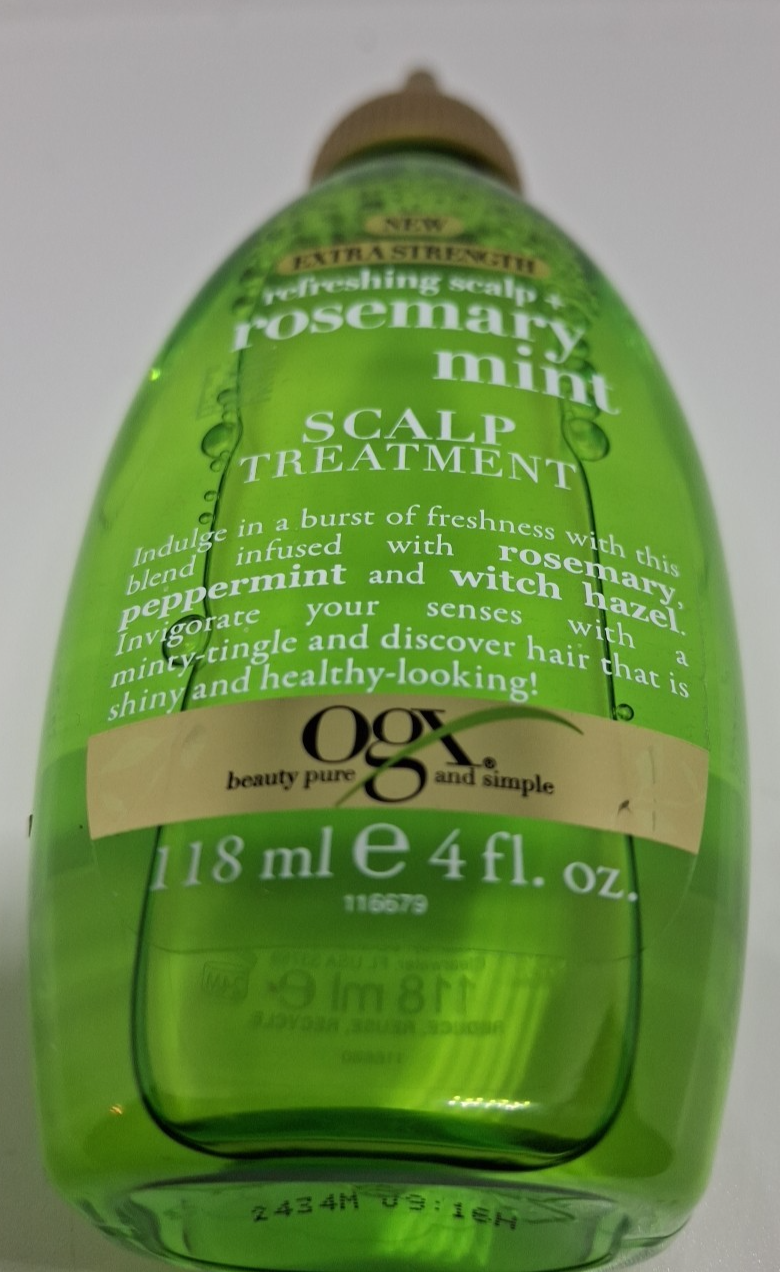 NEW
EXTRA STRENGTH
refreshing scalp +
rosemary
mint
SCALP
TREATMENT
Indulge in a burst of freshness with this
blend infused with rosemary,
peppermint and witch hazel.
Invigorate your senses with a
minty-tingle and discover hair that is
shiny and healthy-looking!
ogx®
beauty pure and simple
118 ml e 4 fl. oz.
116679
118 ml e
REDUCE, REUSE, RECYCLE
2434M 09:16H